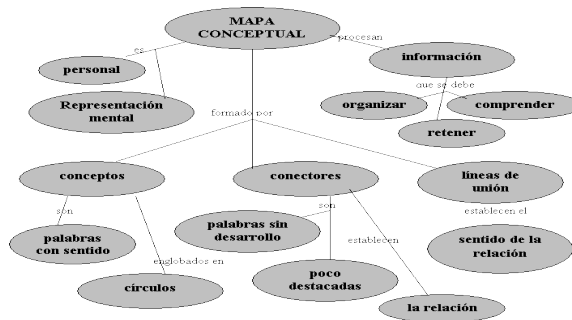 MAPA
CONCEPTUAL
es
procesan
personal
información
Representación
mental
que se debe
organizar
comprender
retener
formado por
conceptos
conectores
líneas de
unión
son
son
establecen el
palabras
con sentido
palabras sin
desarrollo
sentido de la
relación
englobados en
establecen
círculos
poco
destacadas
la relación